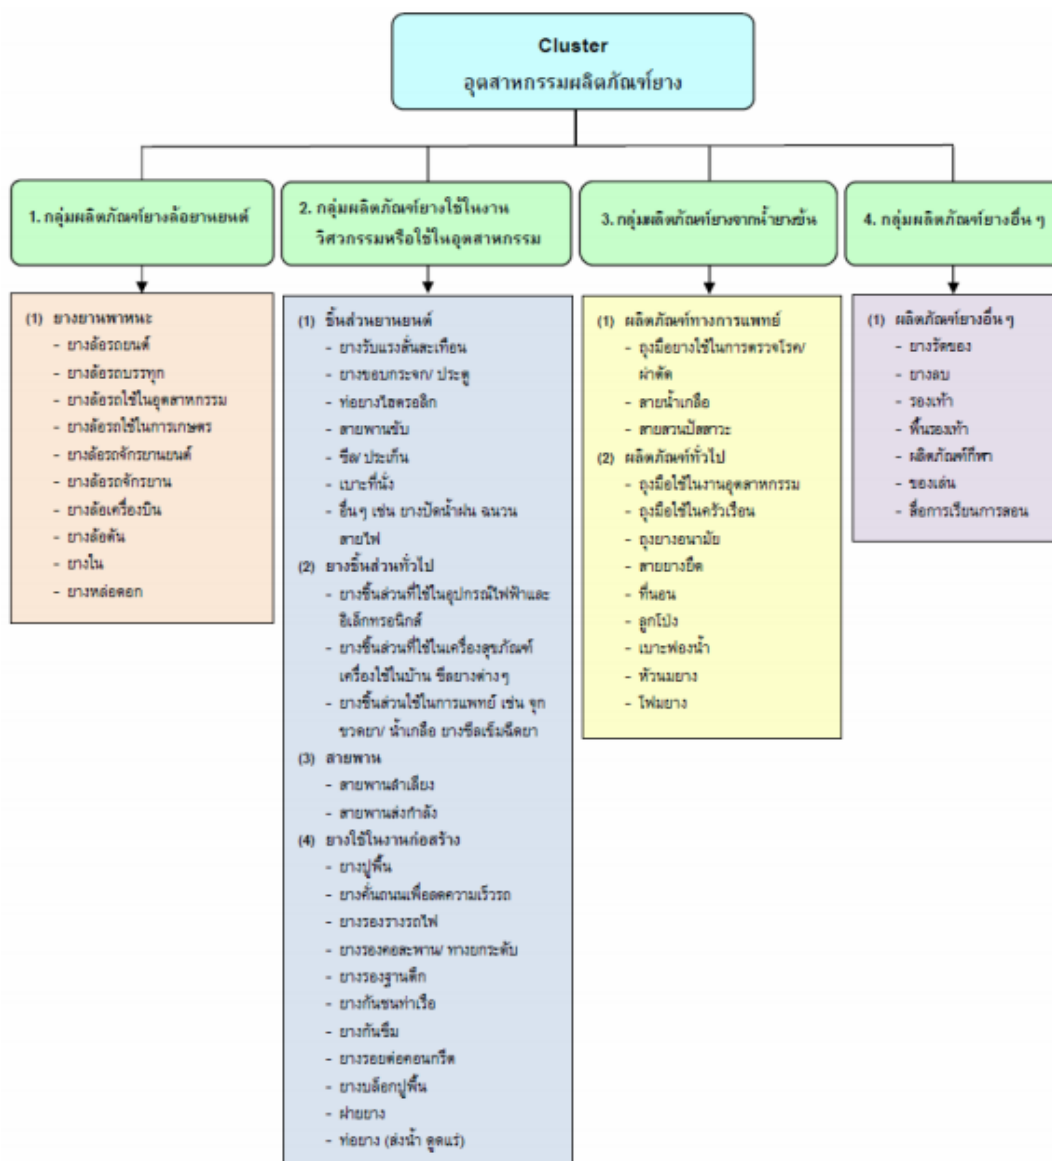 Cluster
อุตสาหกรรมผลิตภัณฑ์ยาง
1. กลุ่มผลิตภัณฑ์ยางล้อยานยนต์
2. กลุ่มผลิตภัณฑ์ยางใช้ในงาน
วิศวกรรมหรือใช้ในอุตสาหกรรม
3. กลุ่มผลิตภัณฑ์ยางจากน้ำยางข้น
4. กลุ่มผลิตภัณฑ์ยางอื่น ๆ
(1) ยางยานพาหนะ
- ยางล้อรถยนต์
- ยางล้อรถบรรทุก
- ยางล้อรถใช้ในอุตสาหกรรม
- ยางล้อรถใช้ในการเกษตร
- ยางล้อรถจักรยานยนต์
- ยางล้อรถจักรยาน
- ยางล้อเครื่องบิน
- ยางล้อตัน
- ยางใน
- ยางหล่อดอก
(1) ชิ้นส่วนยานยนต์
- ยางรับแรงสั่นสะเทือน
- ยางขอบกระจก/ ประตู
- ท่อยางไฮดรอลิก
- สายพานขับ
- ซีล/ ประเก็น
- เบาะที่นั่ง
- อื่นๆ เช่น ยางปัดน้ำฝน ฉนวน
สายไฟ
(2) ยางชิ้นส่วนทั่วไป
- ยางชิ้นส่วนที่ใช้ในอุปกรณ์ไฟฟ้าและ
อิเล็กทรอนิกส์
- ยางชิ้นส่วนที่ใช้ในเครื่องสุขภัณฑ์
เครื่องใช้ในบ้าน ซีลยางต่างๆ
- ยางชิ้นส่วนใช้ในการแพทย์ เช่น จุก
ขวดยา/ น้ำเกลือ ยางซีลเข็มฉีดยา
(3) สายพาน
- สายพานลำเลียง
- สายพานส่งกำลัง
(4) ยางใช้ในงานก่อสร้าง
- ยางปูพื้น
- ยางคั่นถนนเพื่อลดความเร็วรถ
- ยางรองรางรถไฟ
- ยางรองคอสะพาน/ ทางยกระดับ
- ยางรองฐานตึก
- ยางกันชนท่าเรือ
- ยางกันซึม
- ยางรอยต่อคอนกรีต
- ยางบล็อกปูพื้น
- ฝายยาง
- ท่อยาง (ส่งน้ำ ดูดแร่)
(1) ผลิตภัณฑ์ทางการแพทย์
- ถุงมือยางใช้ในการตรวจโรค/
ผ่าตัด
- สายน้ำเกลือ
- สายสวนปัสสาวะ
(2) ผลิตภัณฑ์ทั่วไป
- ถุงมือใช้ในงานอุตสาหกรรม
- ถุงมือใช้ในครัวเรือน
- ถุงยางอนามัย
- สายยางยืด
- ที่นอน
- ลูกโป่ง
- เบาะฟองน้ำ
- หัวนมยาง
- โฟมยาง
(1) ผลิตภัณฑ์ยางอื่นๆ
- ยางรัดของ
- ยางลบ
- รองเท้า
- พื้นรองเท้า
- ผลิตภัณฑ์กีฬา
- ของเล่น
- สื่อการเรียนการสอน